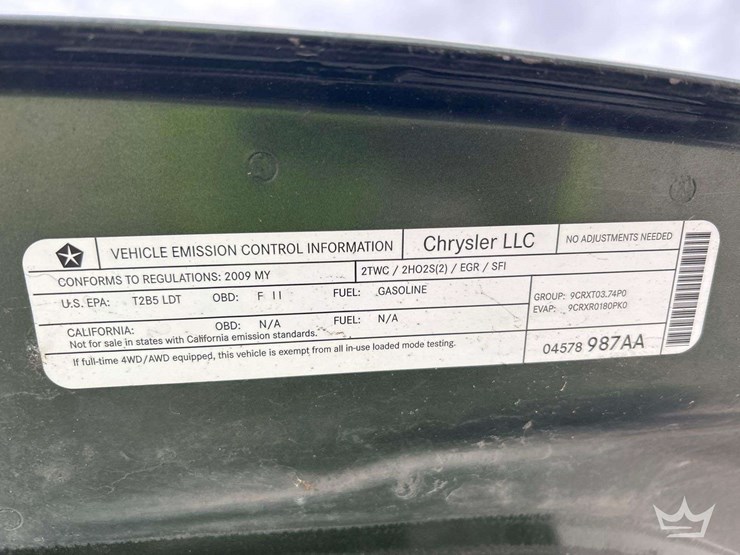 VEHICLE EMISSION CONTROL INFORMATION Chrysler LLC NO ADJUSTMENTS NEEDED
CONFORMS TO REGULATIONS: 2009 MY 2TWC / 2HO2S(2) / EGR / SFI
U.S. EPA: T2B5 LDT OBD: F II FUEL: GASOLINE
GROUP: 9CRXT03.74P0
EVAP: 9CRXR0180PK0
CALIFORNIA: OBD: N/A FUEL: N/A
Not for sale in states with California emission standards.
If full-time 4WD/AWD equipped, this vehicle is exempt from all in-use loaded mode testing.
04578 987AA